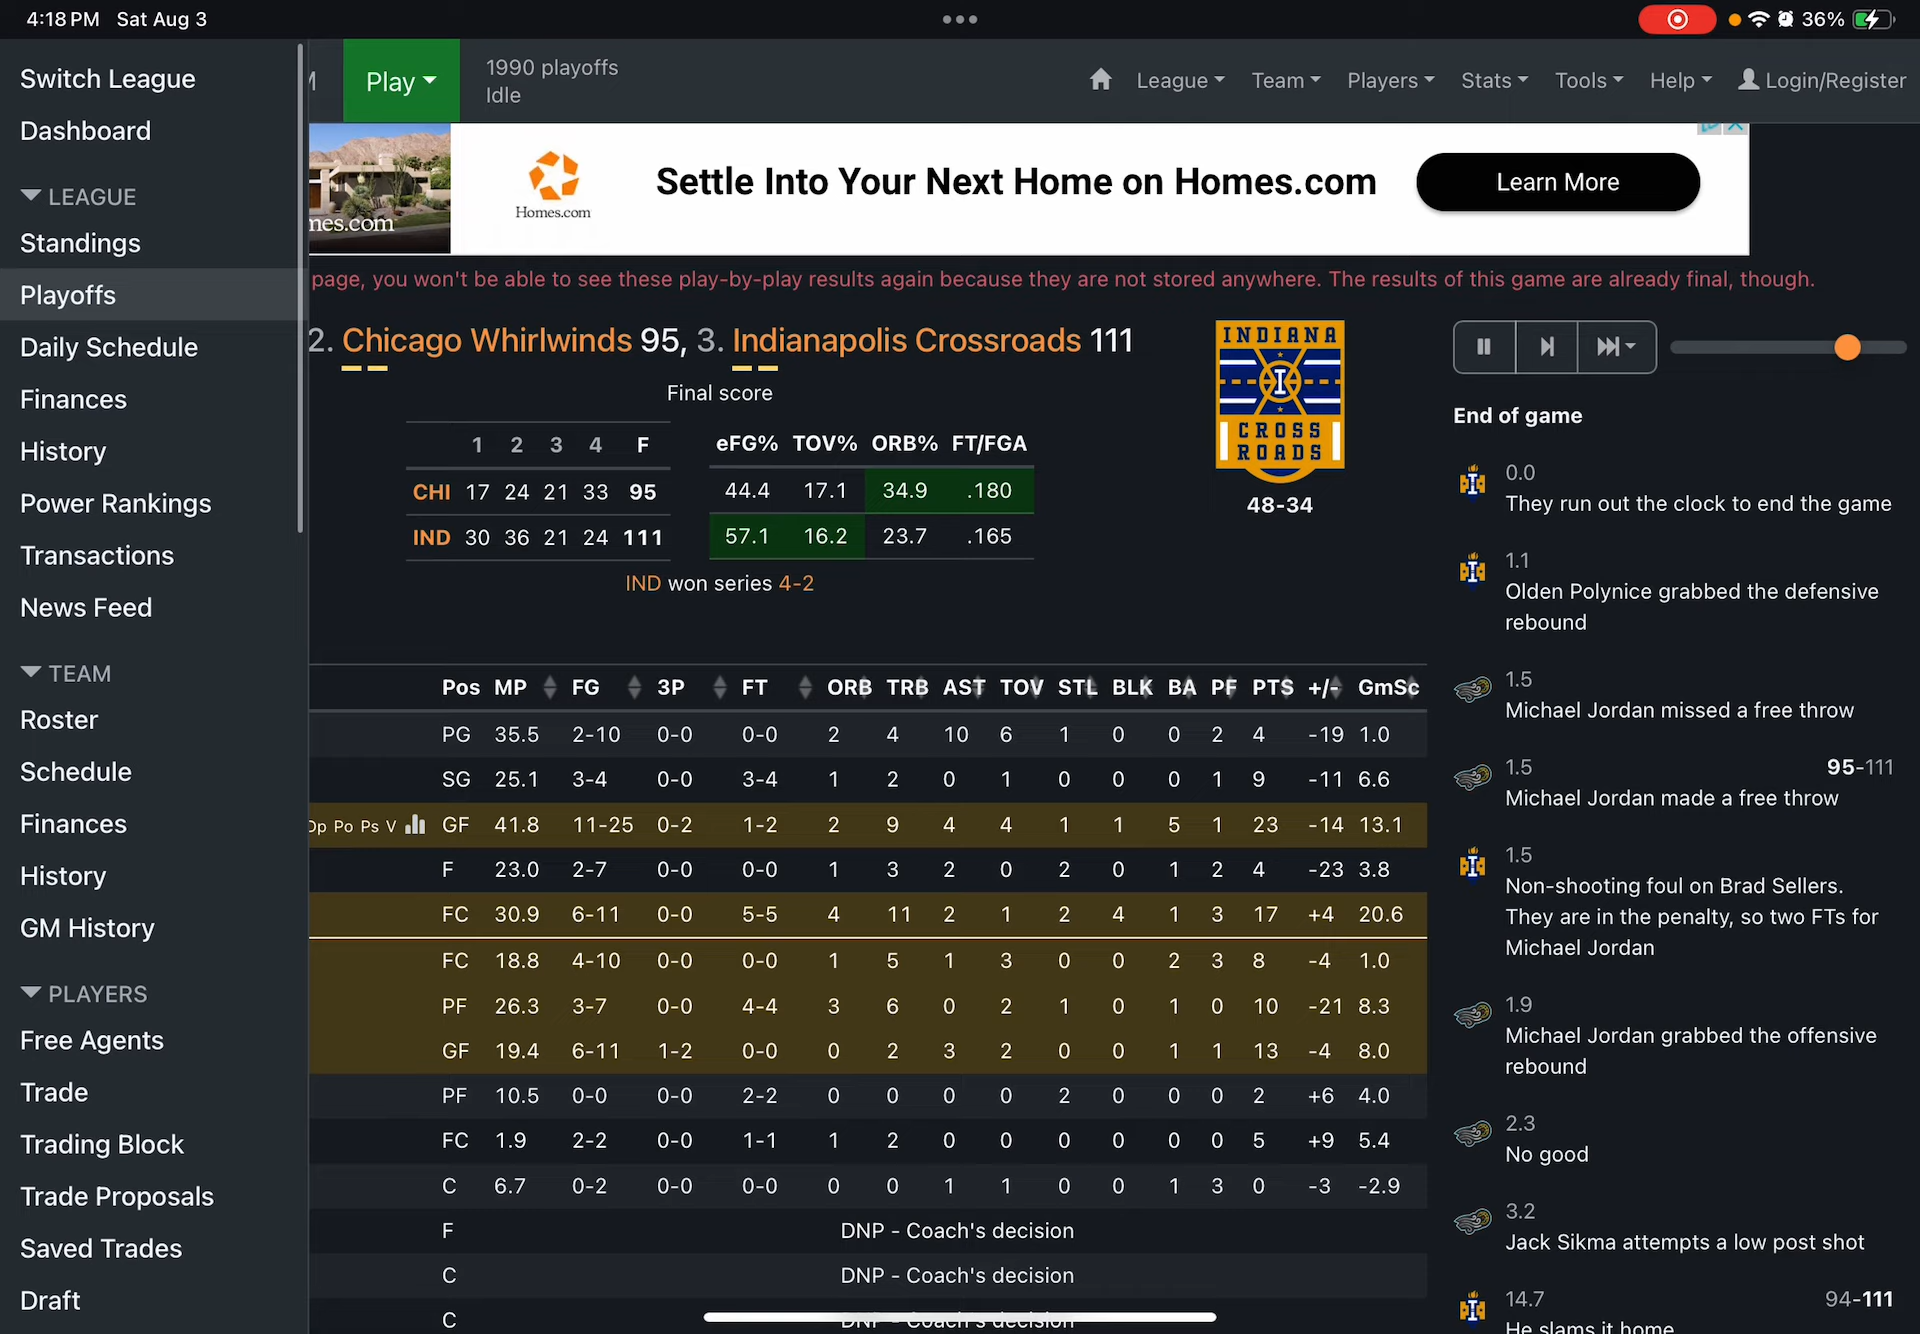 4:18 PM Sat Aug 3
36%
Switch League
Dashboard
LEAGUE
Standings
Playoffs
Daily Schedule
Finances
History
Power Rankings
Transactions
News Feed
TEAM
Roster
Schedule
Finances
History
GM History
PLAYERS
Free Agents
Trade
Trading Block
Trade Proposals
Saved Trades
Draft
Play
1990 playoffs
Idle
League Team Players Stats Tools Help Login/Register
mes.com
Homes.com
Settle Into Your Next Home on Homes.com
Learn More
page, you won't be able to see these play-by-play results again because they are not stored anywhere. The results of this game are already final, though.
2. Chicago Whirlwinds 95, 3. Indianapolis Crossroads 111
Final score
1 2 3 4 F
CHI 17 24 21 33 95
IND 30 36 21 24 111
eFG% TOV% ORB% FT/FGA
44.4 17.1 34.9 .180
57.1 16.2 23.7 .165
IND won series 4-2
INDIANA
I
CROSS
ROADS
48-34
Pos MP FG 3P FT ORB TRB AST TOV STL BLK BA PF PTS +/- GmSc
PG 35.5 2-10 0-0 0-0 2 4 10 6 1 0 0 2 4 -19 1.0
SG 25.1 3-4 0-0 3-4 1 2 0 1 0 0 0 1 9 -11 6.6
Dp Po Ps V GF 41.8 11-25 0-2 1-2 2 9 4 4 1 1 5 1 23 -14 13.1
F 23.0 2-7 0-0 0-0 1 3 2 0 2 0 1 2 4 -23 3.8
FC 30.9 6-11 0-0 5-5 4 11 2 1 2 4 1 3 17 +4 20.6
FC 18.8 4-10 0-0 0-0 1 5 1 3 0 0 2 3 8 -4 1.0
PF 26.3 3-7 0-0 4-4 3 6 0 2 1 0 1 0 10 -21 8.3
GF 19.4 6-11 1-2 0-0 0 2 3 2 0 0 1 1 13 -4 8.0
PF 10.5 0-0 0-0 2-2 0 0 0 0 2 0 0 0 2 +6 4.0
FC 1.9 2-2 0-0 1-1 1 2 0 0 0 0 0 0 5 +9 5.4
C 6.7 0-2 0-0 0-0 0 0 1 1 0 0 1 3 0 -3 -2.9
F DNP - Coach's decision
C DNP - Coach's decision
C DNP - Coach's decision
End of game
0.0
They run out the clock to end the game
1.1
Olden Polynice grabbed the defensive
rebound
1.5
Michael Jordan missed a free throw
1.5 95-111
Michael Jordan made a free throw
1.5
Non-shooting foul on Brad Sellers.
They are in the penalty, so two FTs for
Michael Jordan
1.9
Michael Jordan grabbed the offensive
rebound
2.3
No good
3.2
Jack Sikma attempts a low post shot
14.7 94-111
He slams it home